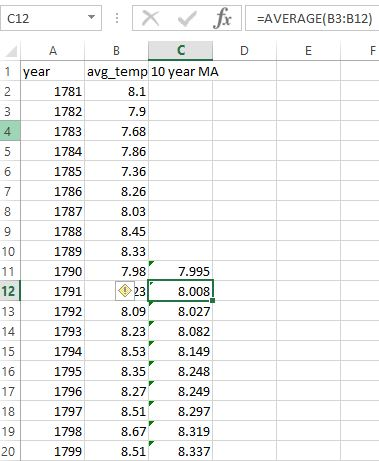 C12 fx =AVERAGE(B3:B12)
A B C D E F
1 year avg_temp 10 year MA
2 1781 8.1
3 1782 7.9
4 1783 7.68
5 1784 7.86
6 1785 7.36
7 1786 8.26
8 1787 8.03
9 1788 8.45
10 1789 8.33
11 1790 7.98 7.995
12 1791 23 8.008
13 1792 8.09 8.027
14 1793 8.23 8.082
15 1794 8.53 8.149
16 1795 8.35 8.248
17 1796 8.27 8.249
18 1797 8.51 8.297
19 1798 8.67 8.319
20 1799 8.51 8.337